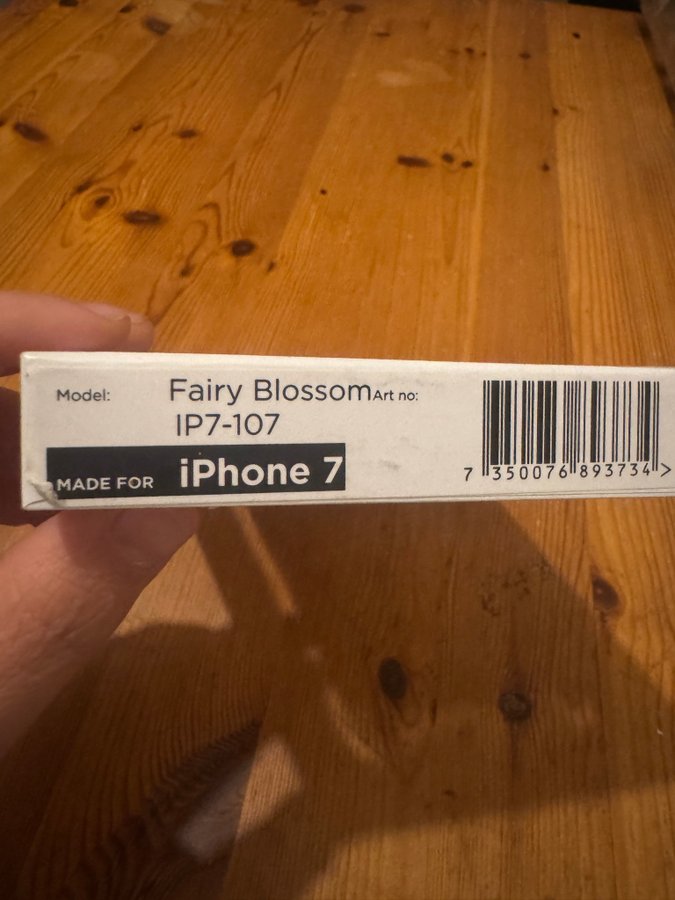 Model: Fairy Blossom Art no:
IP7-107
MADE FOR iPhone 7
7 350076 893734 >